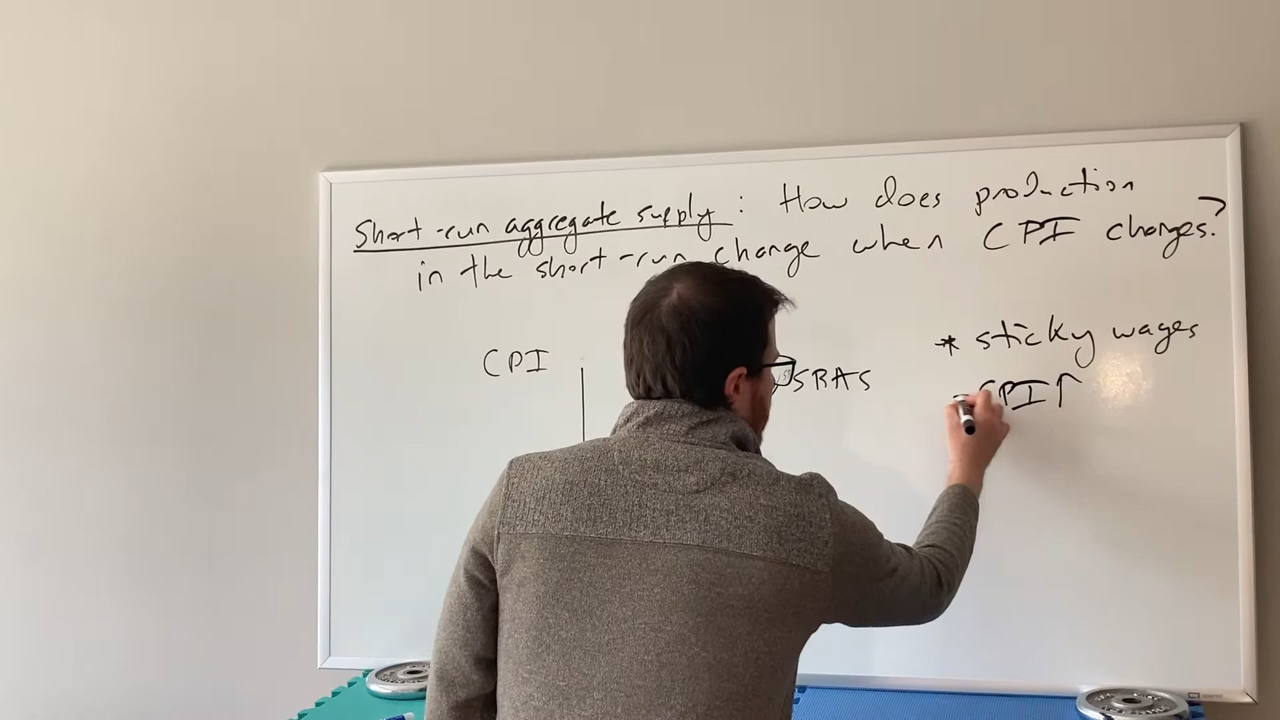 Short-run aggregate supply: How does production
in the short-run change when CPI changes?
CPI
SRAS
* sticky wages
- CPI↑